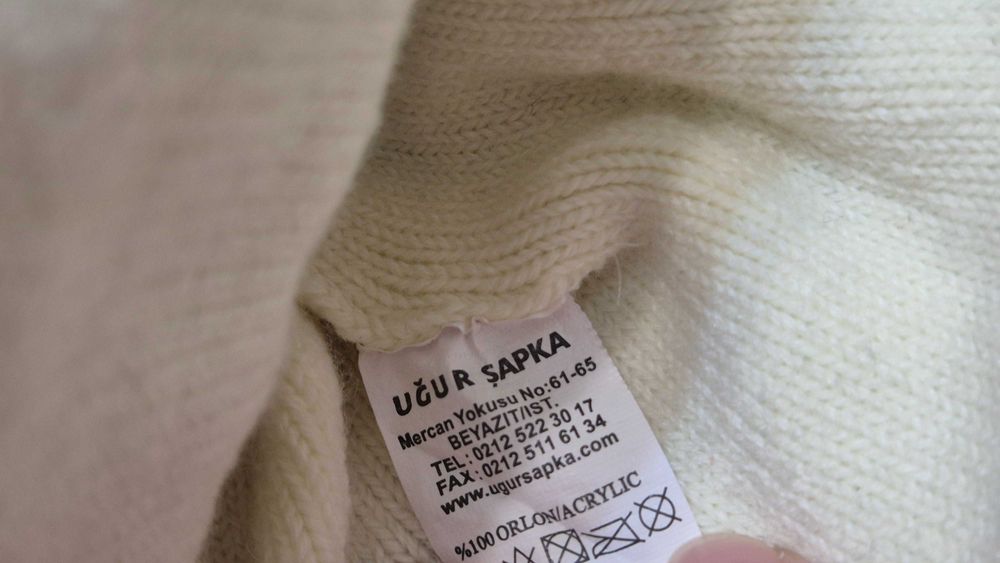 UĞUR ŞAPKA
Mercan Yokusu No:61-65
BEYAZIT/IST.
TEL: 0212 522 30 17
FAX: 0212 511 61 34
www.ugursapka.com
%100 ORLON/ACRYLIC